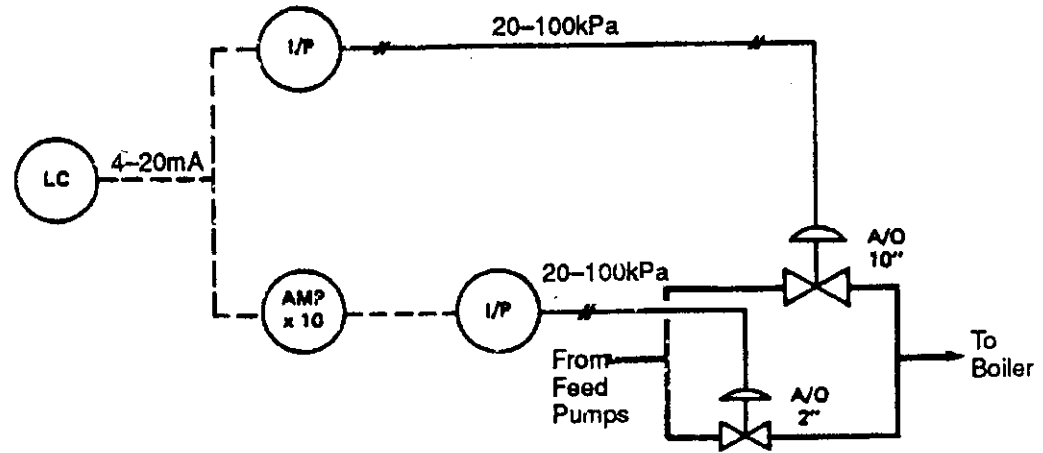 I/P
20–100kPa
LC
4–20mA
A/O
10"
20–100kPa
AMP
x 10
I/P
From
Feed
Pumps
To
Boiler
A/O
2"